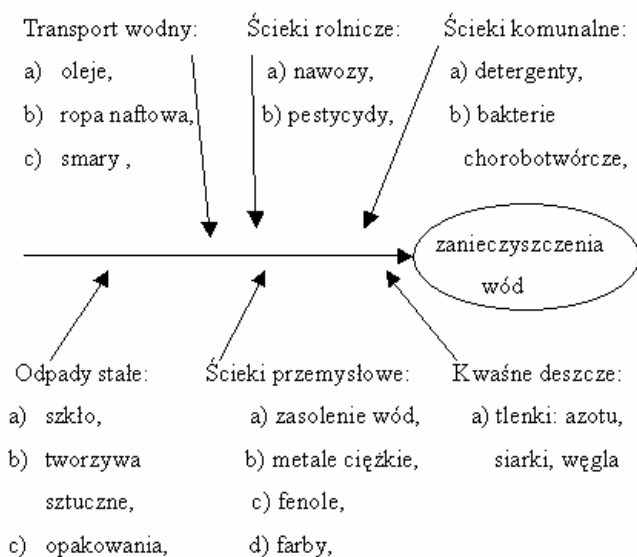 Transport wodny:
a) oleje,
b) ropa naftowa,
c) smary ,
Ścieki rolnicze:
a) nawozy,
b) pestycydy,
Ścieki komunalne:
a) detergenty,
b) bakterie
chorobotwórcze,
zanieczyszczenia
wód
Odpady stałe:
a) szkło,
b) tworzywa
sztuczne,
c) opakowania,
Ścieki przemysłowe:
a) zasolenie wód,
b) metale ciężkie,
c) fenole,
d) farby,
Kwaśne deszcze:
a) tlenki: azotu,
siarki, węgla